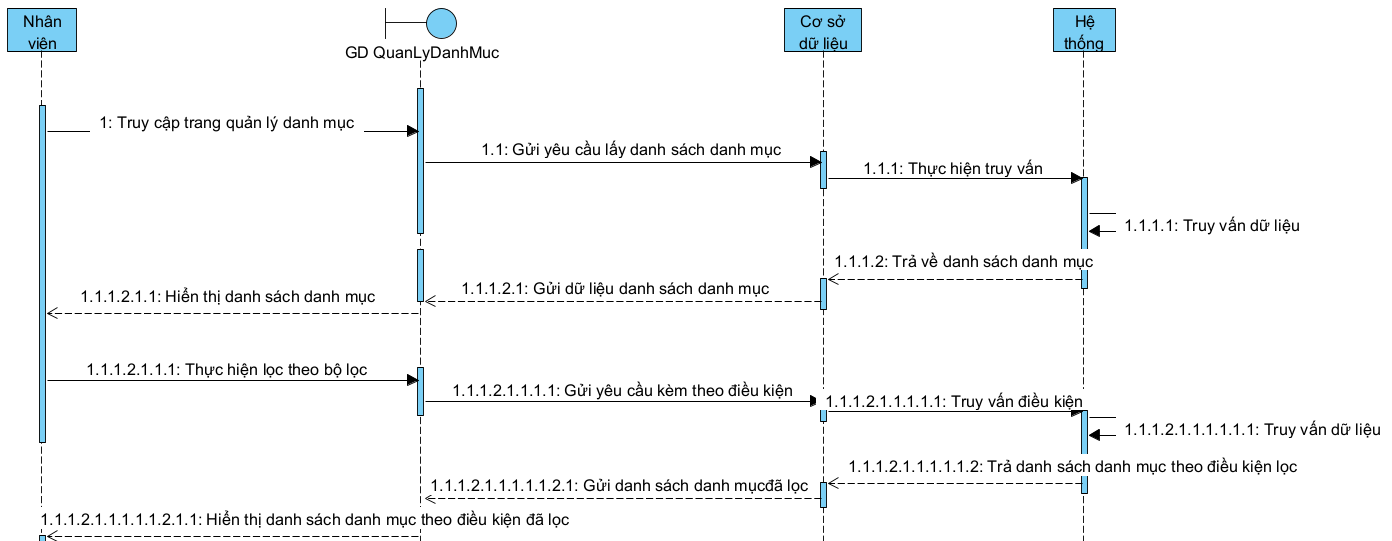 Nhân
viên
GD QuanLyDanhMuc
Cơ sở
dữ liệu
Hệ
thống
1: Truy cập trang quản lý danh mục
1.1: Gửi yêu cầu lấy danh sách danh mục
1.1.1: Thực hiện truy vấn
1.1.1.1: Truy vấn dữ liệu
1.1.1.2: Trả về danh sách danh mục
1.1.1.2.1: Gửi dữ liệu danh sách danh mục
1.1.1.2.1.1: Hiển thị danh sách danh mục
1.1.1.2.1.1.1: Thực hiện lọc theo bộ lọc
1.1.1.2.1.1.1.1: Gửi yêu cầu kèm theo điều kiện
1.1.1.2.1.1.1.1.1: Truy vấn điều kiện
1.1.1.2.1.1.1.1.1.1: Truy vấn dữ liệu
1.1.1.2.1.1.1.1.1.2: Trả danh sách danh mục theo điều kiện lọc
1.1.1.2.1.1.1.1.1.2.1: Gửi danh sách danh mụcđã lọc
1.1.1.2.1.1.1.1.1.2.1.1: Hiển thị danh sách danh mục theo điều kiện đã lọc